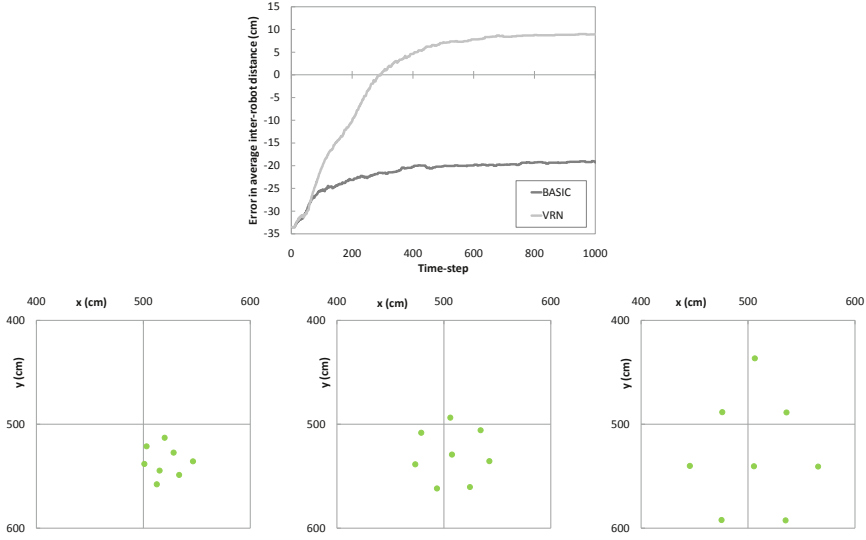 Error in average inter-robot distance (cm)
15
10
5
0
-5
-10
-15
-20
-25
-30
-35
BASIC
VRN
0 200 400 600 800 1000
Time-step
400 x (cm) 500 600
400
y (cm)
500
600
400 x (cm) 500 600
400
y (cm)
500
600
400 x (cm) 500 600
400
y (cm)
500
600